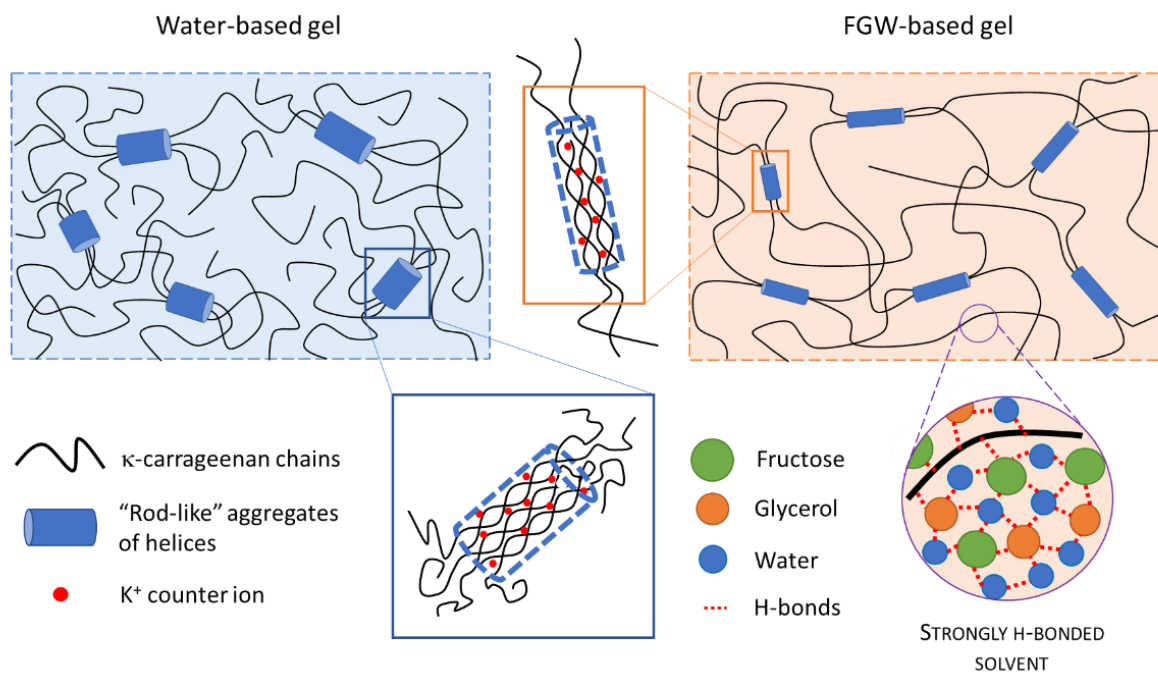 Water-based gel
FGW-based gel
κ-carrageenan chains
“Rod-like” aggregates
of helices
K⁺ counter ion
Fructose
Glycerol
Water
H-bonds
STRONGLY H-BONDED
SOLVENT